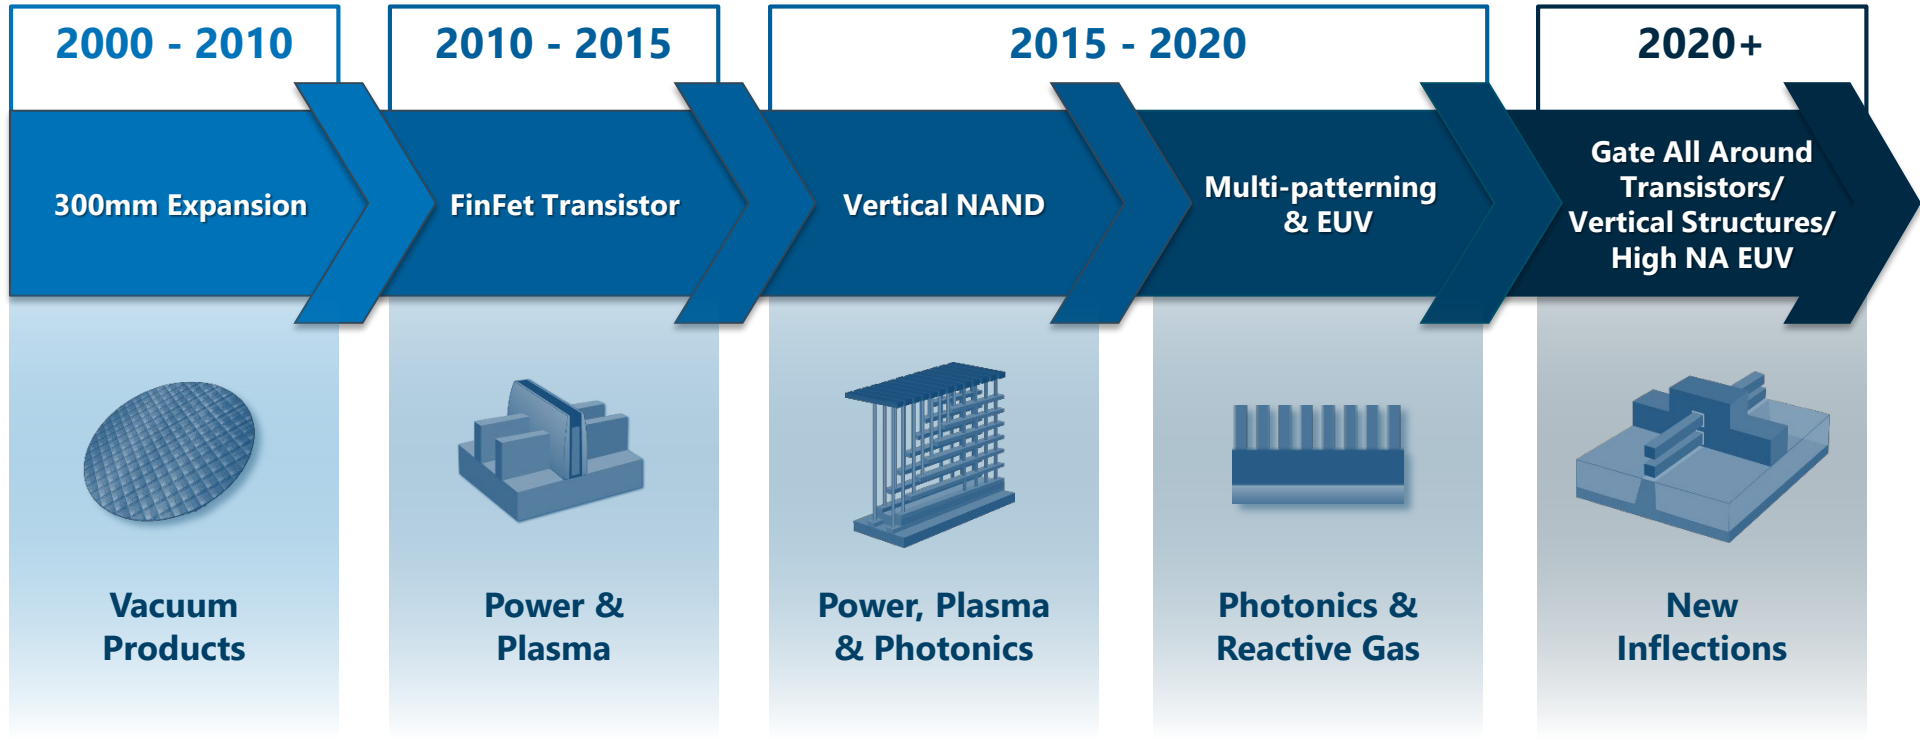 2000 - 2010
2010 - 2015
2015 - 2020
2020+
300mm Expansion
FinFet Transistor
Vertical NAND
Multi-patterning
& EUV
Gate All Around
Transistors/
Vertical Structures/
High NA EUV
Vacuum
Products
Power &
Plasma
Power, Plasma
& Photonics
Photonics &
Reactive Gas
New
Inflections